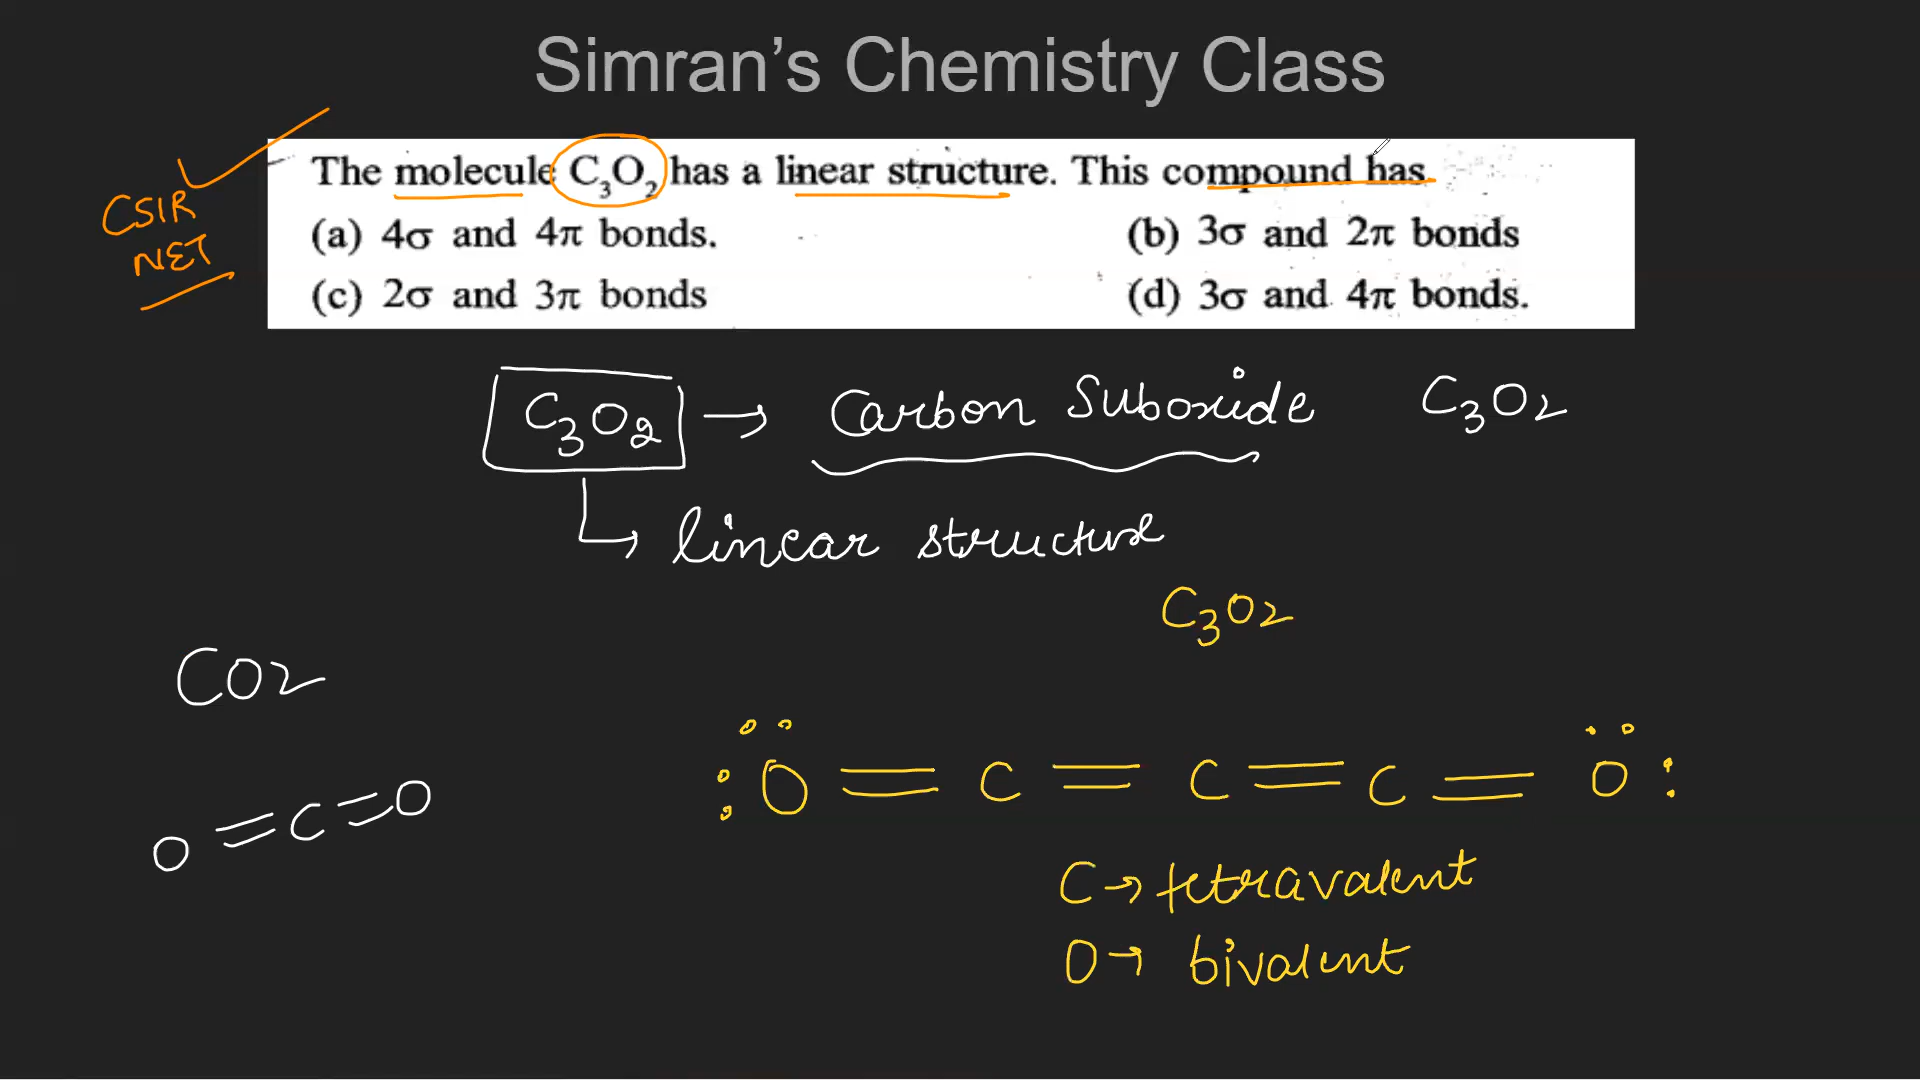 Simran's Chemistry Class
The molecule C₃O₂ has a linear structure. This compound has
(a) 4σ and 4π bonds. (b) 3σ and 2π bonds
(c) 2σ and 3π bonds (d) 3σ and 4π bonds.
CSIR
NET
C₃O₂ → Carbon Suboxide C₃O₂
↳ linear structure
C₃O₂
CO₂
:Ö = C = C = C = Ö:
O = C = O
C → tetravalent
O → bivalent